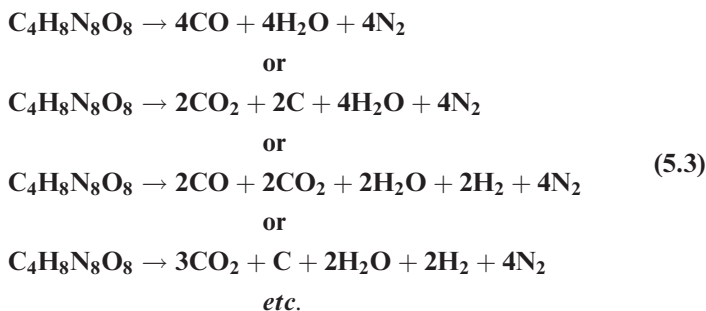 C₄H₈N₈O₈ → 4CO + 4H₂O + 4N₂
or
C₄H₈N₈O₈ → 2CO₂ + 2C + 4H₂O + 4N₂
or
C₄H₈N₈O₈ → 2CO + 2CO₂ + 2H₂O + 2H₂ + 4N₂
(5.3)
or
C₄H₈N₈O₈ → 3CO₂ + C + 2H₂O + 2H₂ + 4N₂
etc.